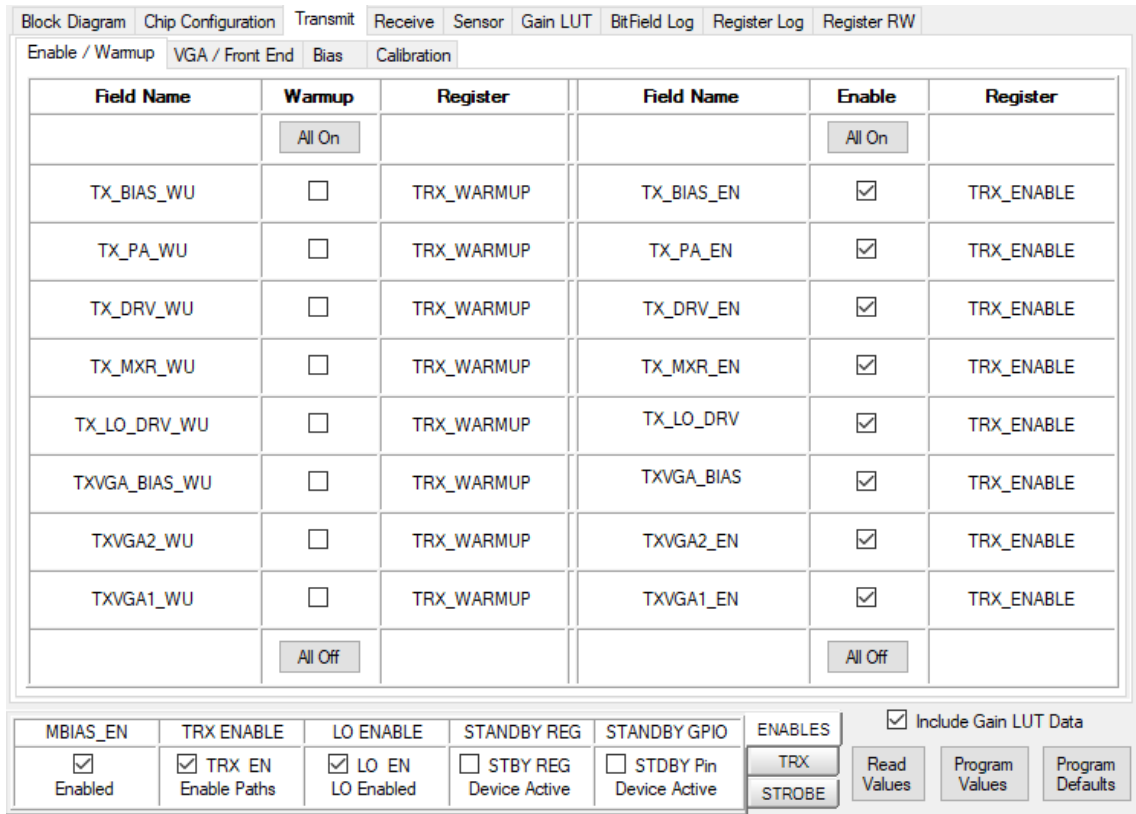 Block Diagram Chip Configuration Transmit Receive Sensor Gain LUT BitField Log Register Log Register RW
Enable / Warmup VGA / Front End Bias Calibration
Field Name Warmup Register Field Name Enable Register
All On All On
TX_BIAS_WU TRX_WARMUP TX_BIAS_EN TRX_ENABLE
TX_PA_WU TRX_WARMUP TX_PA_EN TRX_ENABLE
TX_DRV_WU TRX_WARMUP TX_DRV_EN TRX_ENABLE
TX_MXR_WU TRX_WARMUP TX_MXR_EN TRX_ENABLE
TX_LO_DRV_WU TRX_WARMUP TX_LO_DRV TRX_ENABLE
TXVGA_BIAS_WU TRX_WARMUP TXVGA_BIAS TRX_ENABLE
TXVGA2_WU TRX_WARMUP TXVGA2_EN TRX_ENABLE
TXVGA1_WU TRX_WARMUP TXVGA1_EN TRX_ENABLE
All Off All Off
MBIAS_EN TRX ENABLE LO ENABLE STANDBY REG STANDBY GPIO ENABLES Include Gain LUT Data
TRX_EN LO_EN STBY REG STDBY Pin TRX Read Program Program
Enabled Enable Paths LO Enabled Device Active Device Active STROBE Values Values Defaults